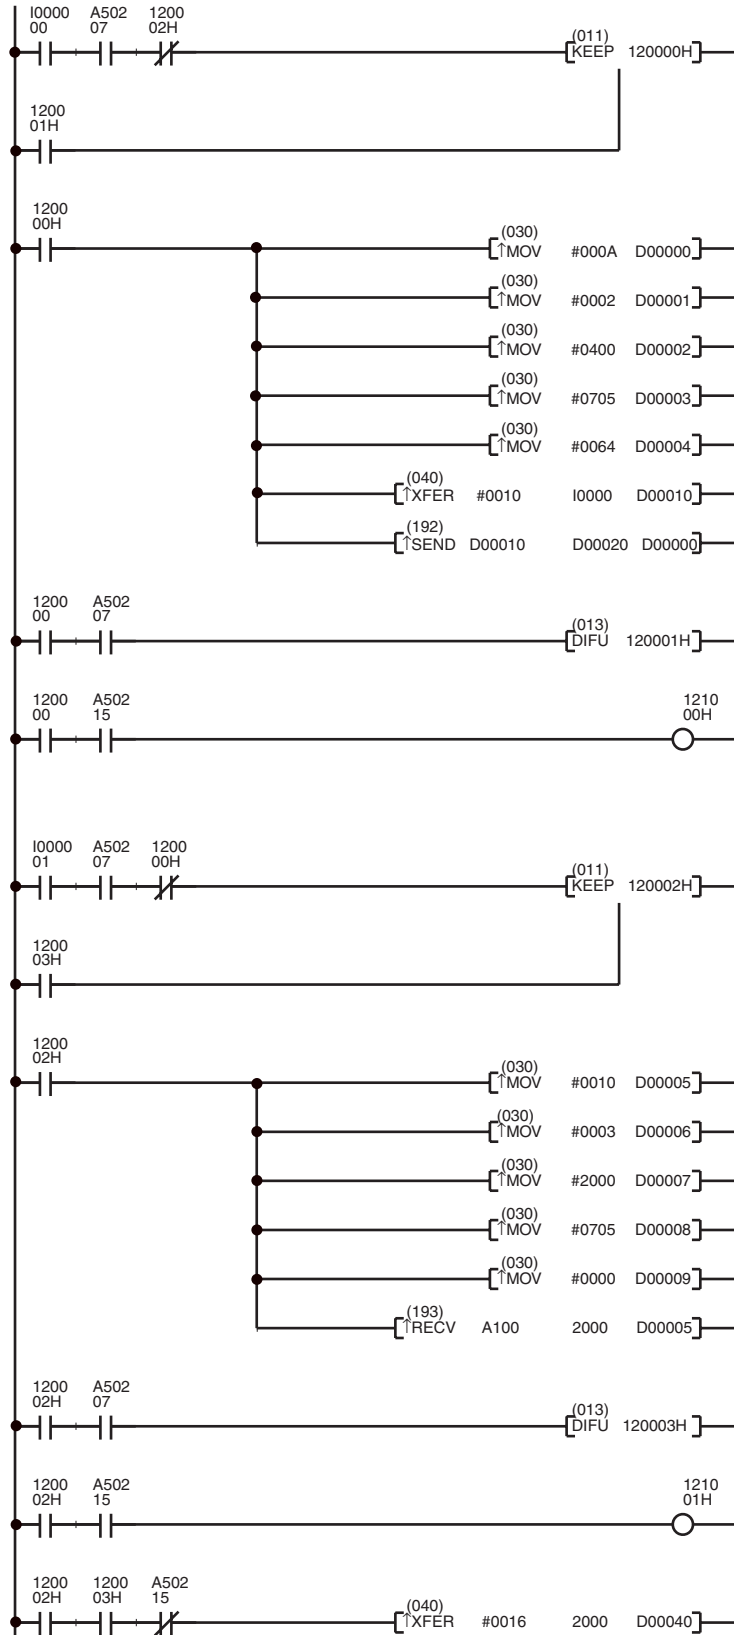 I0000 A502 1200
00 07 02H
(011)
KEEP 120000H
1200
01H
1200
00H
(030)
↑MOV #000A D00000
(030)
↑MOV #0002 D00001
(030)
↑MOV #0400 D00002
(030)
↑MOV #0705 D00003
(030)
↑MOV #0064 D00004
(040)
↑XFER #0010 I0000 D00010
(192)
↑SEND D00010 D00020 D00000
1200 A502
00 07
(013)
DIFU 120001H
1200 A502
00 15
1210
00H
I0000 A502 1200
01 07 00H
(011)
KEEP 120002H
1200
03H
1200
02H
(030)
↑MOV #0010 D00005
(030)
↑MOV #0003 D00006
(030)
↑MOV #2000 D00007
(030)
↑MOV #0705 D00008
(030)
↑MOV #0000 D00009
(193)
↑RECV A100 2000 D00005
1200 A502
02H 07
(013)
DIFU 120003H
1200 A502
02H 15
1210
01H
1200 1200 A502
02H 03H 15
(040)
↑XFER #0016 2000 D00040